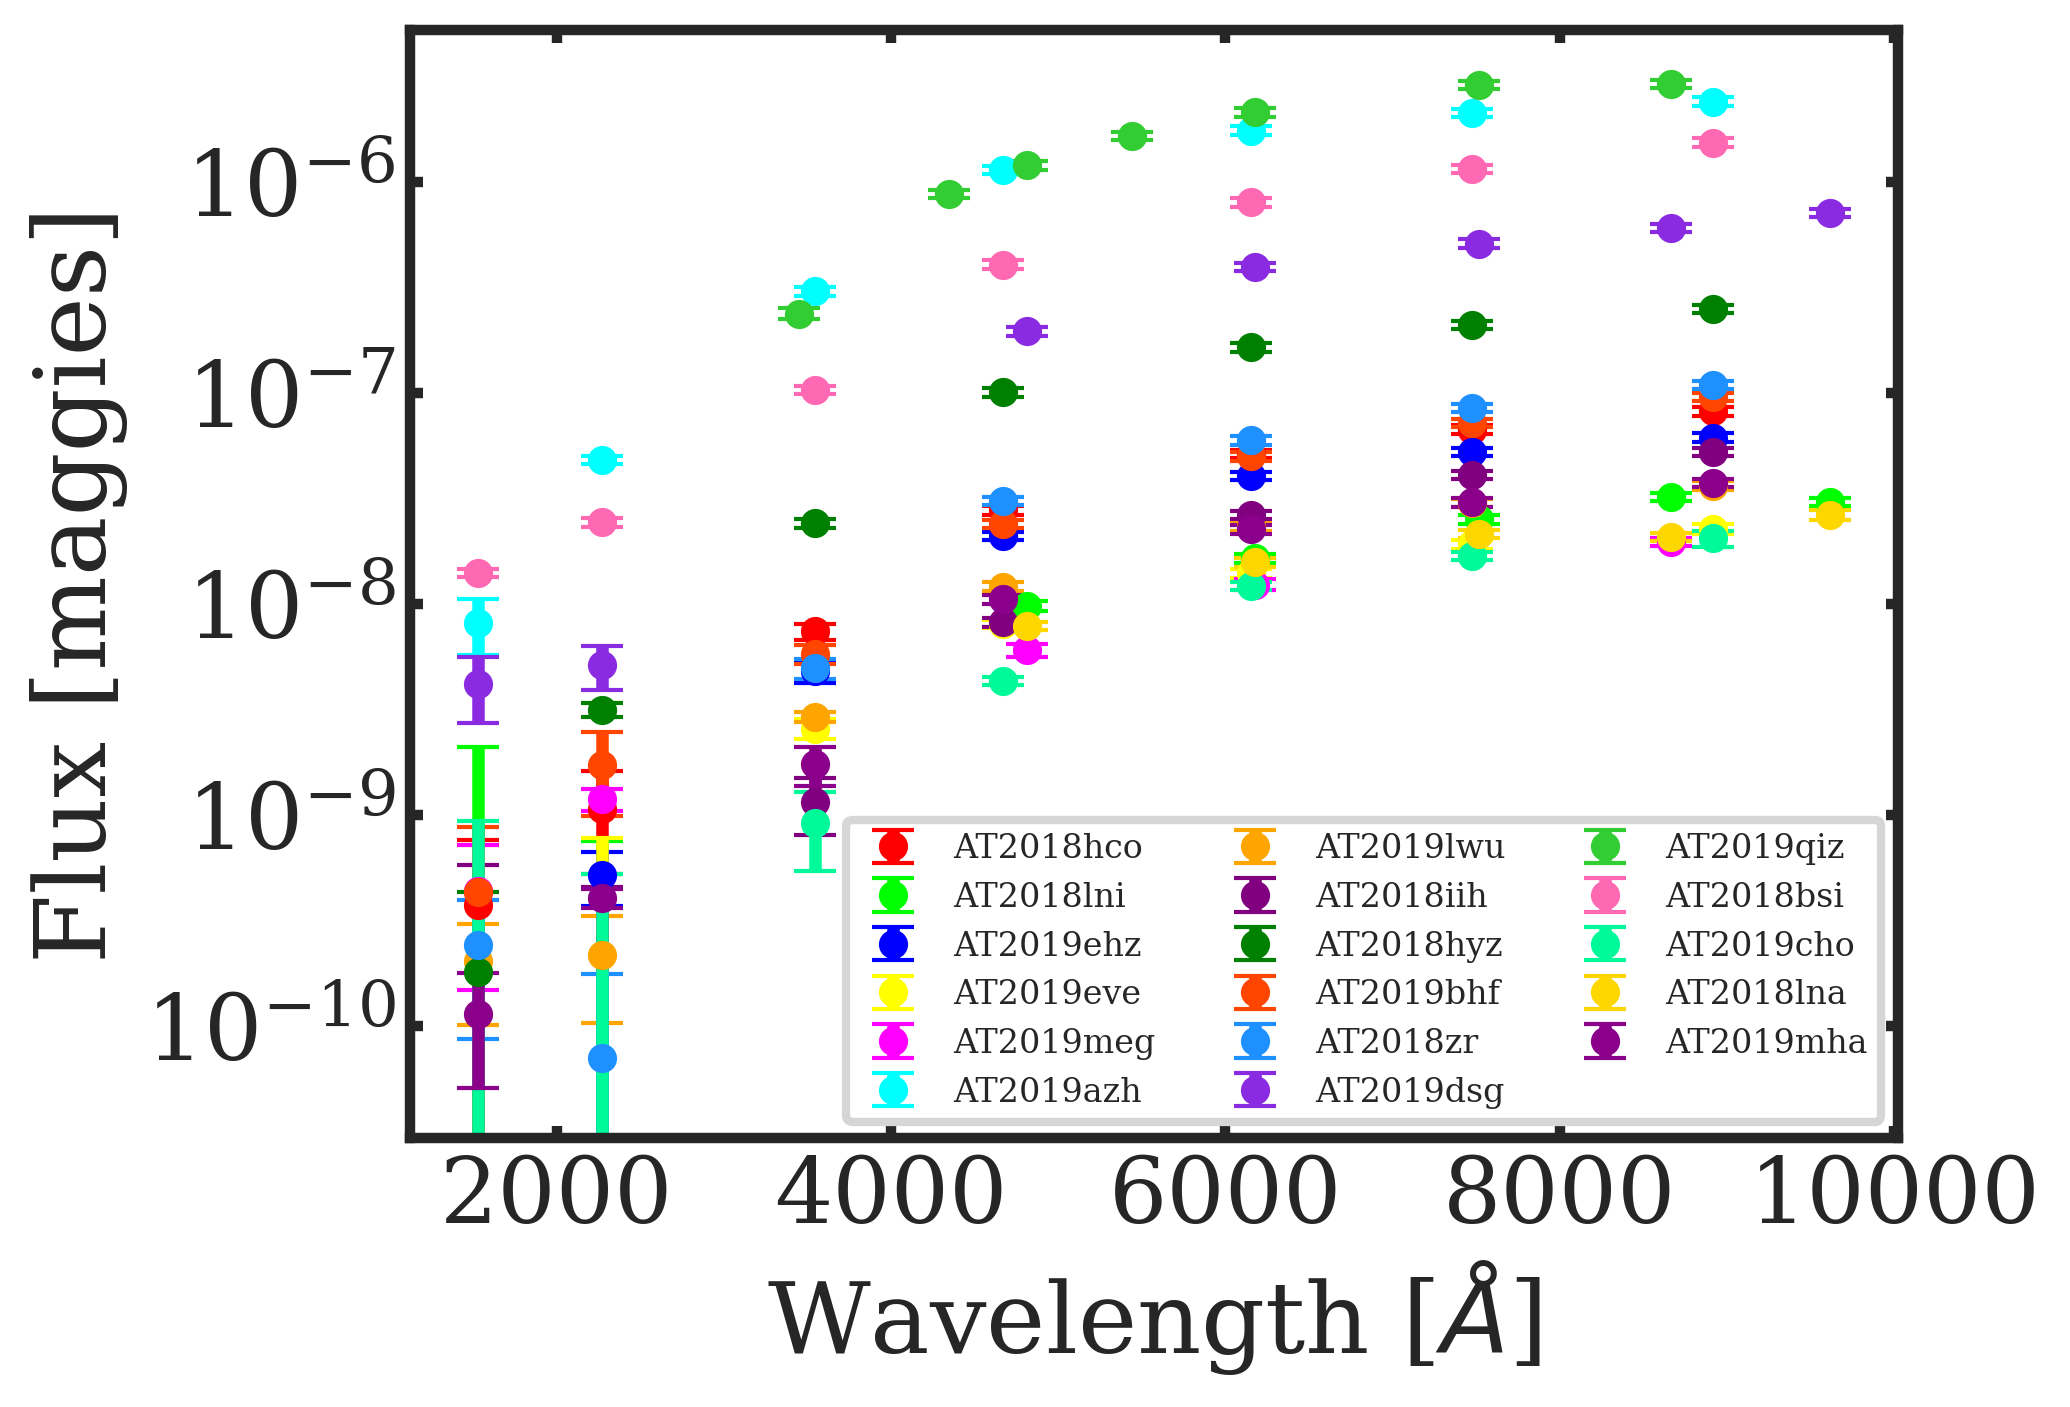 Flux [maggies]
10^−6
10^−7
10^−8
10^−9
10^−10
AT2018hco
AT2018lni
AT2019ehz
AT2019eve
AT2019meg
AT2019azh
AT2019lwu
AT2018iih
AT2018hyz
AT2019bhf
AT2018zr
AT2019dsg
AT2019qiz
AT2018bsi
AT2019cho
AT2018lna
AT2019mha
2000 4000 6000 8000 10000
Wavelength [Å]